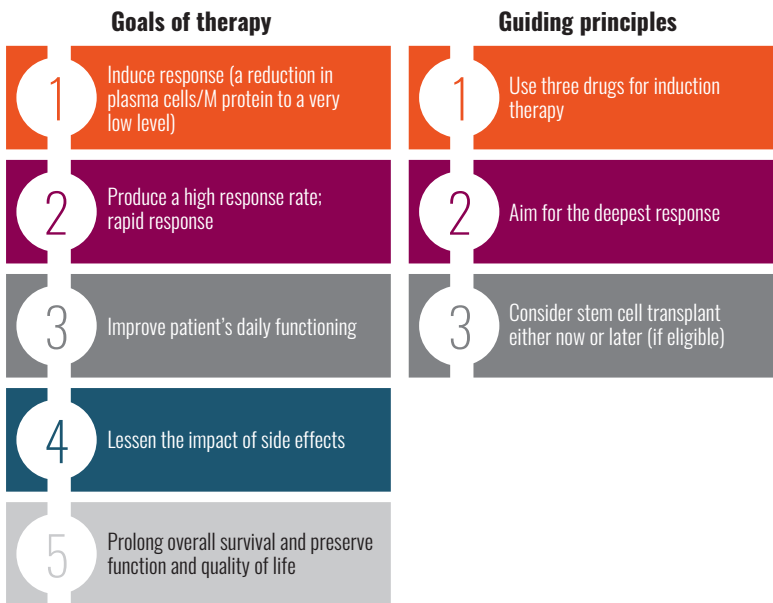 Goals of therapy
1
Induce response (a reduction in
plasma cells/M protein to a very
low level)
2
Produce a high response rate;
rapid response
3
Improve patient’s daily functioning
4
Lessen the impact of side effects
5
Prolong overall survival and preserve
function and quality of life
Guiding principles
1
Use three drugs for induction
therapy
2
Aim for the deepest response
3
Consider stem cell transplant
either now or later (if eligible)